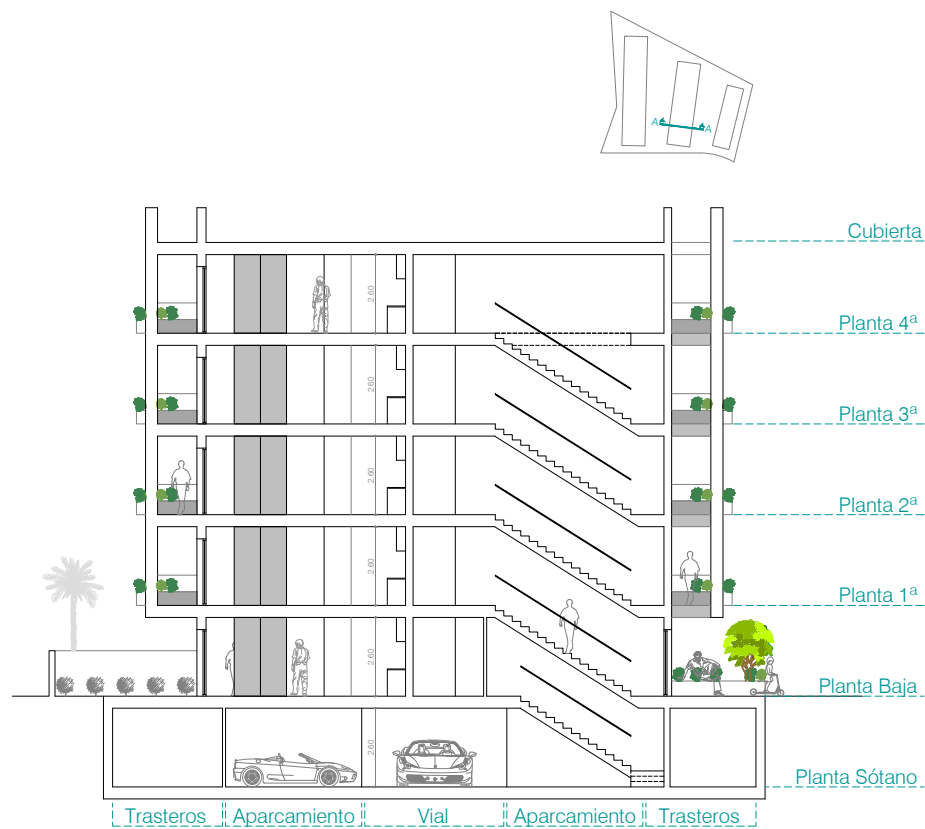 A A
Cubierta
2.60
Planta 4ª
2.60
Planta 3ª
2.60
Planta 2ª
2.60
Planta 1ª
2.60
Planta Baja
2.60
Planta Sótano
Trasteros Aparcamiento Vial Aparcamiento Trasteros